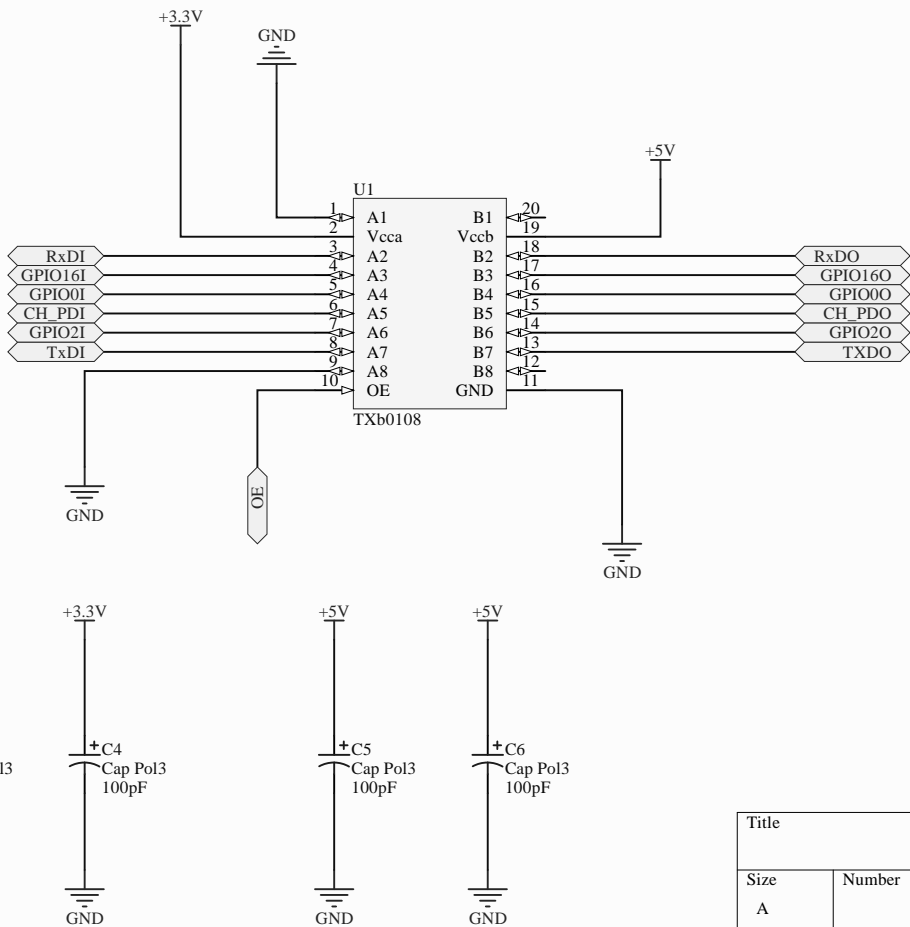 +3.3V
GND
+5V
U1
1 A1 B1 20
2 Vcca Vccb 19
RxDI 3 A2 B2 18 RxDO
GPIO16I 4 A3 B3 17 GPIO16O
GPIO0I 5 A4 B4 16 GPIO0O
CH_PDI 6 A5 B5 15 CH_PDO
GPIO2I 7 A6 B6 14 GPIO2O
TxDI 8 A7 B7 13 TXDO
9 A8 B8 12
10 OE GND 11
TXb0108
OE
GND
GND
+3.3V
+5V
+5V
+ C4
Cap Pol3
100pF
+ C5
Cap Pol3
100pF
+ C6
Cap Pol3
100pF
l3
GND
GND
GND
Title
Size
Number
A